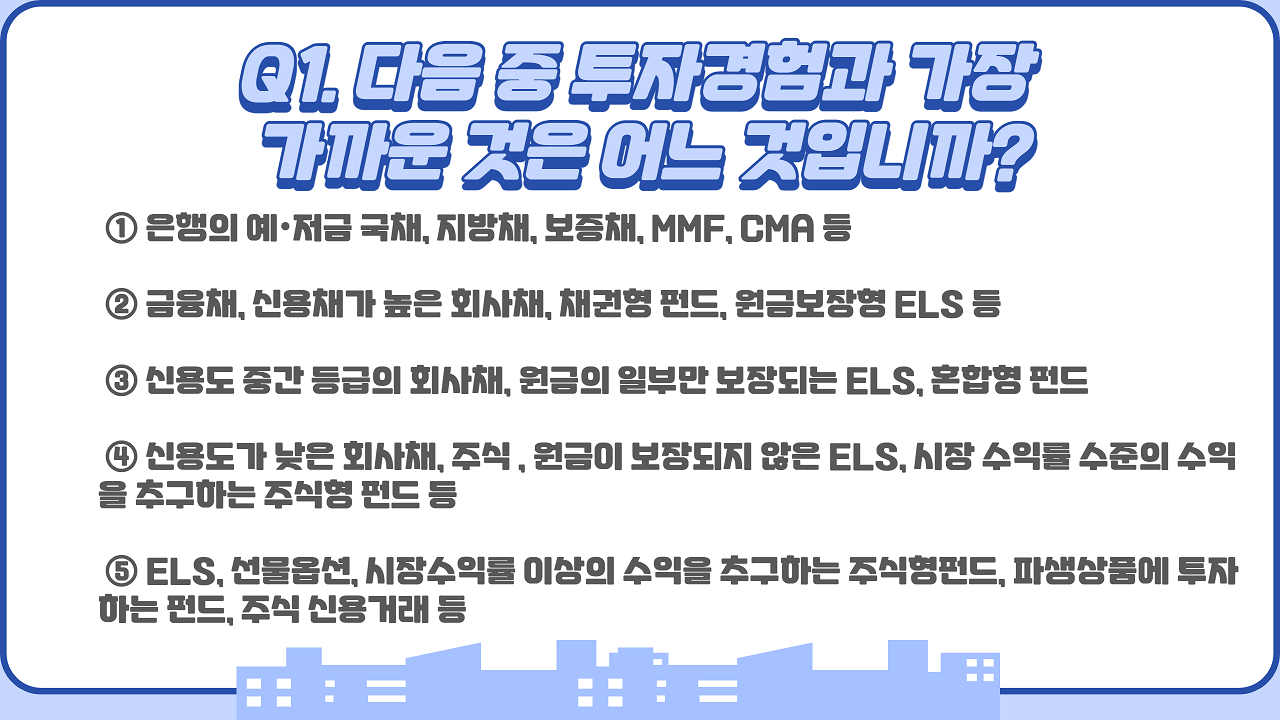 Q1. 다음 중 투자경험과 가장
가까운 것은 어느 것입니까?
① 은행의 예·저금 국채, 지방채, 보증채, MMF, CMA 등
② 금융채, 신용채가 높은 회사채, 채권형 펀드, 원금보장형 ELS 등
③ 신용도 중간 등급의 회사채, 원금의 일부만 보장되는 ELS, 혼합형 펀드
④ 신용도가 낮은 회사채, 주식 , 원금이 보장되지 않은 ELS, 시장 수익률 수준의 수익
을 추구하는 주식형 펀드 등
⑤ ELS, 선물옵션, 시장수익률 이상의 수익을 추구하는 주식형펀드, 파생상품에 투자
하는 펀드, 주식 신용거래 등